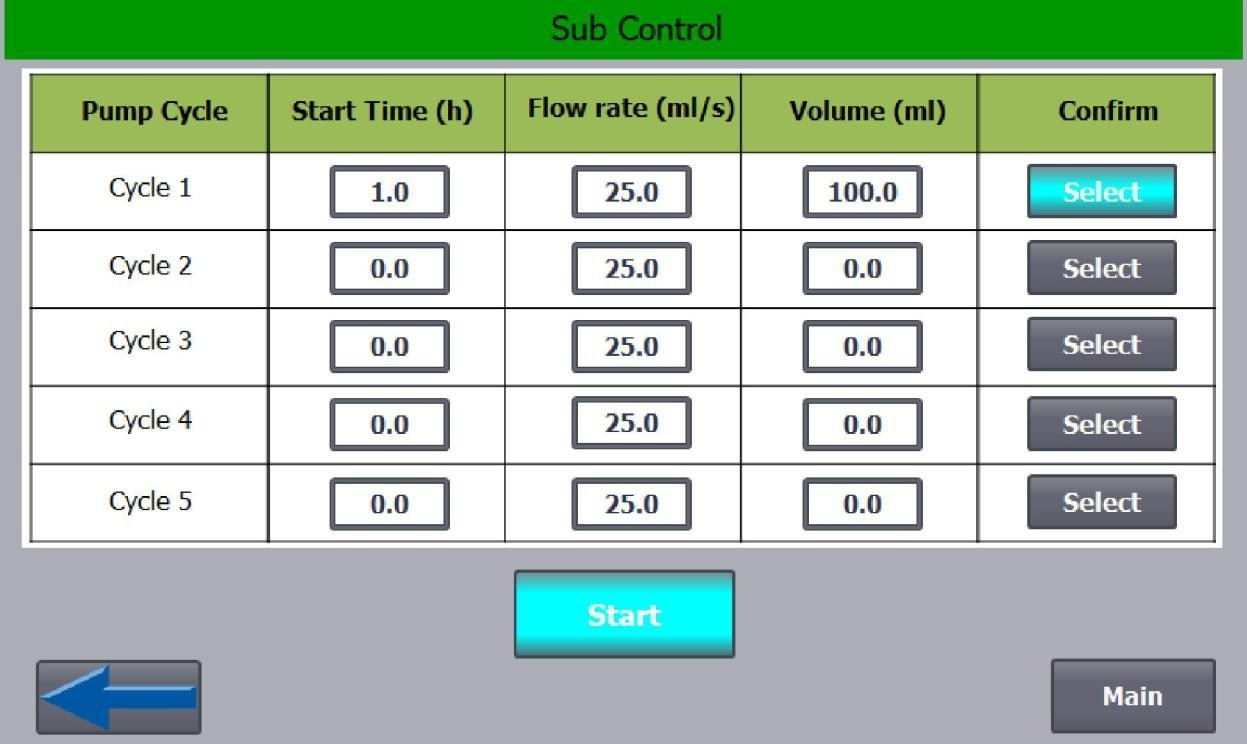 Sub Control
Pump Cycle Start Time (h) Flow rate (ml/s) Volume (ml) Confirm
Cycle 1 1.0 25.0 100.0 Select
Cycle 2 0.0 25.0 0.0 Select
Cycle 3 0.0 25.0 0.0 Select
Cycle 4 0.0 25.0 0.0 Select
Cycle 5 0.0 25.0 0.0 Select
Start
Main